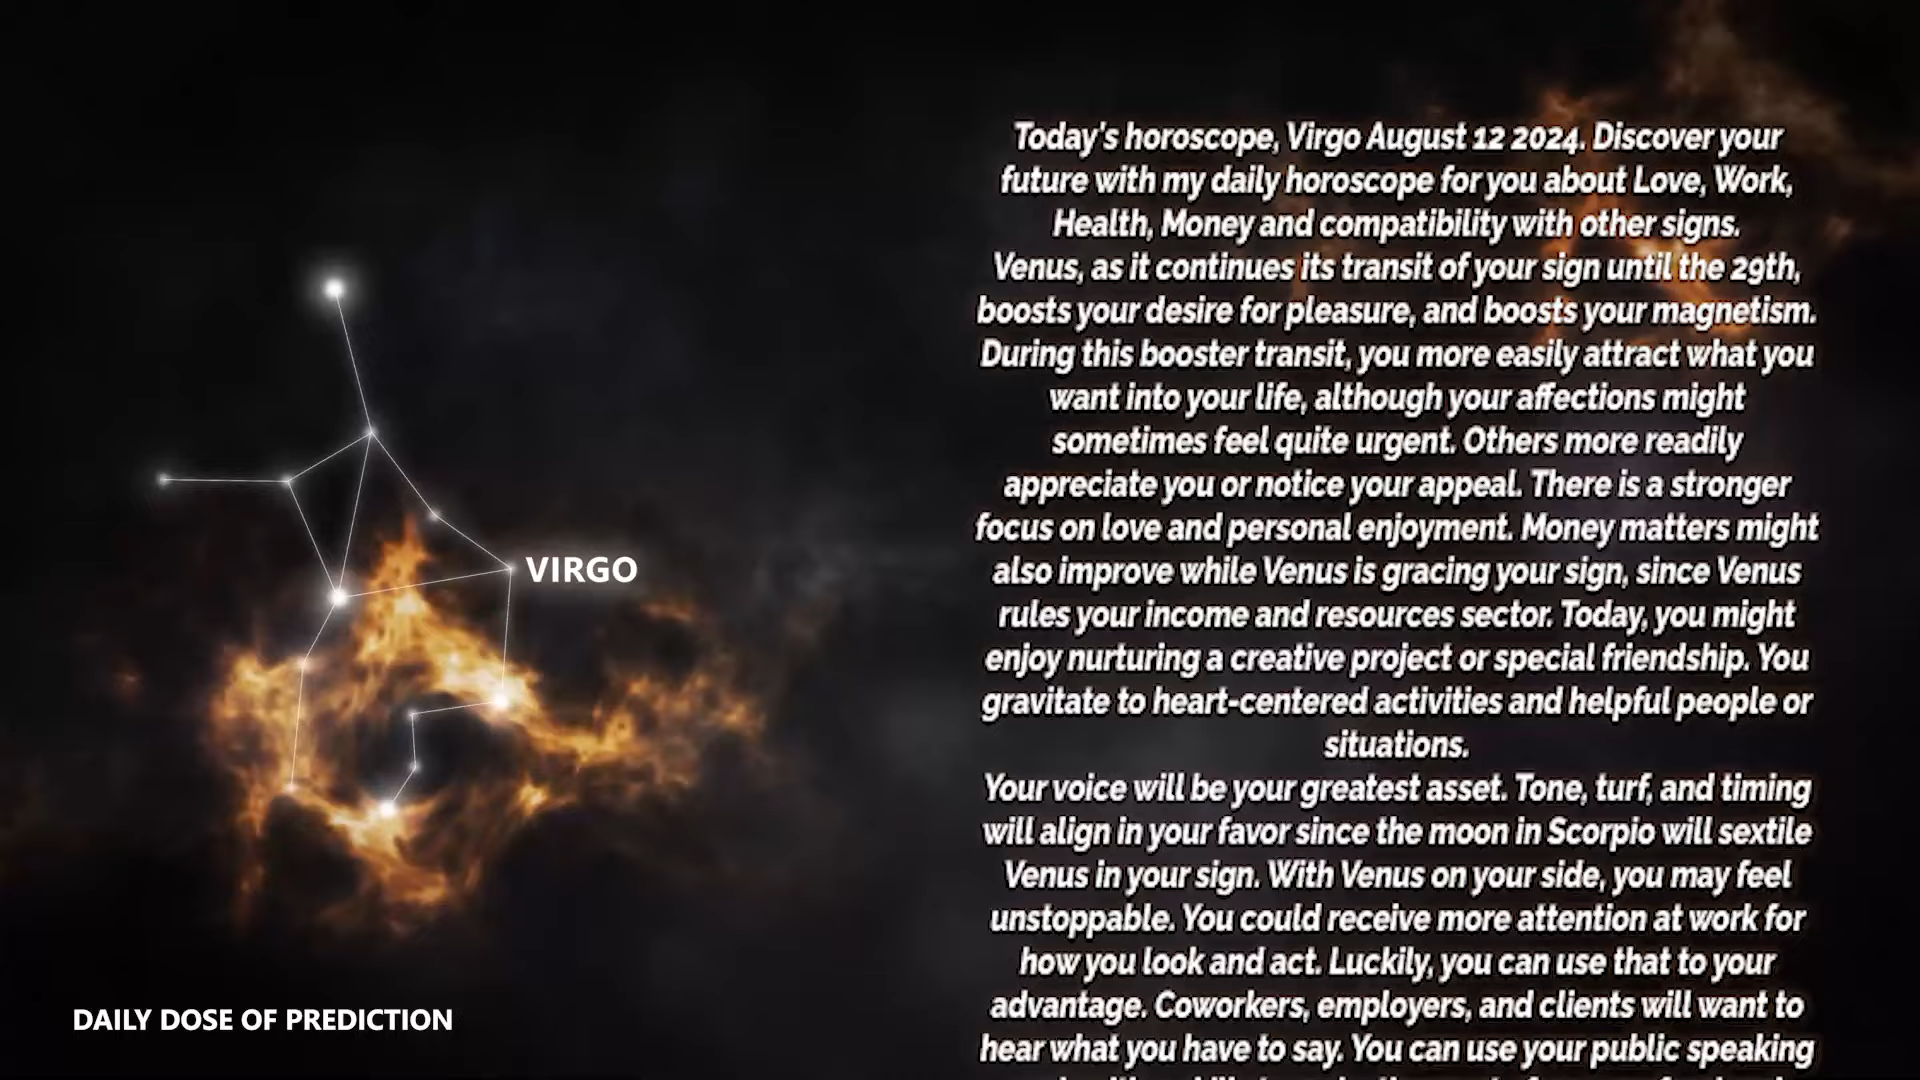 Today's horoscope, Virgo August 12 2024. Discover your
future with my daily horoscope for you about Love, Work,
Health, Money and compatibility with other signs.
Venus, as it continues its transit of your sign until the 29th,
boosts your desire for pleasure, and boosts your magnetism.
During this booster transit, you more easily attract what you
want into your life, although your affections might
sometimes feel quite urgent. Others more readily
appreciate you or notice your appeal. There is a stronger
focus on love and personal enjoyment. Money matters might
also improve while Venus is gracing your sign, since Venus
rules your income and resources sector. Today, you might
enjoy nurturing a creative project or special friendship. You
gravitate to heart-centered activities and helpful people or
situations.
Your voice will be your greatest asset. Tone, turf, and timing
will align in your favor since the moon in Scorpio will sextile
Venus in your sign. With Venus on your side, you may feel
unstoppable. You could receive more attention at work for
how you look and act. Luckily, you can use that to your
advantage. Coworkers, employers, and clients will want to
hear what you have to say. You can use your public speaking
VIRGO
DAILY DOSE OF PREDICTION